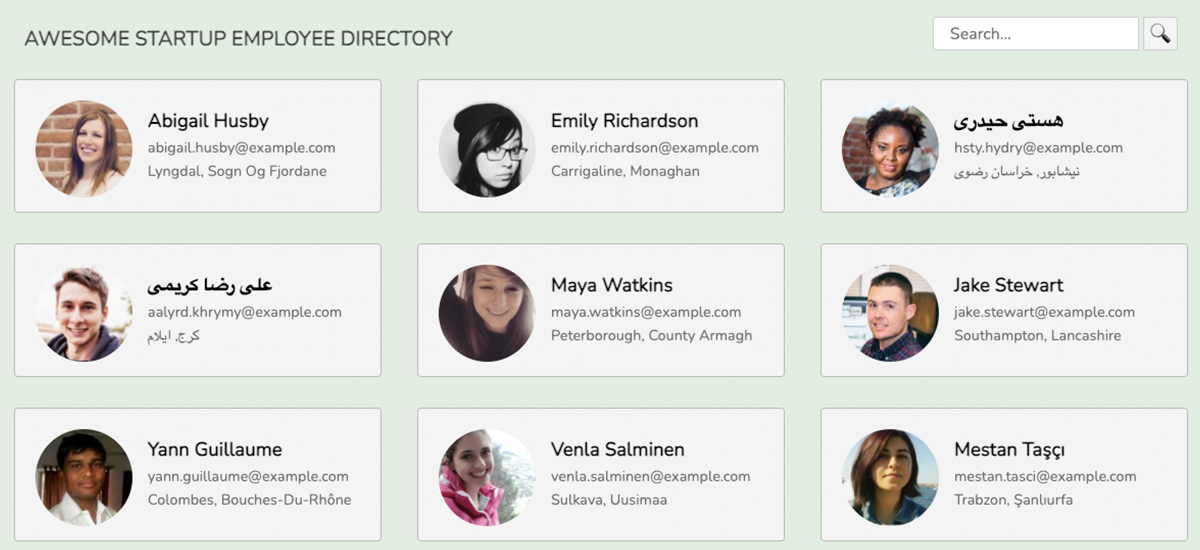 AWESOME STARTUP EMPLOYEE DIRECTORY
Search...
Abigail Husby
abigail.husby@example.com
Lyngdal, Sogn Og Fjordane
Emily Richardson
emily.richardson@example.com
Carrigaline, Monaghan
هستی حیدری
hsty.hydry@example.com
نیشابور, خراسان رضوی
علی رضا کریمی
aalyrd.khrymy@example.com
کرج, ایلام
Maya Watkins
maya.watkins@example.com
Peterborough, County Armagh
Jake Stewart
jake.stewart@example.com
Southampton, Lancashire
Yann Guillaume
yann.guillaume@example.com
Colombes, Bouches-Du-Rhône
Venla Salminen
venla.salminen@example.com
Sulkava, Uusimaa
Mestan Taşçı
mestan.tasci@example.com
Trabzon, Şanlıurfa